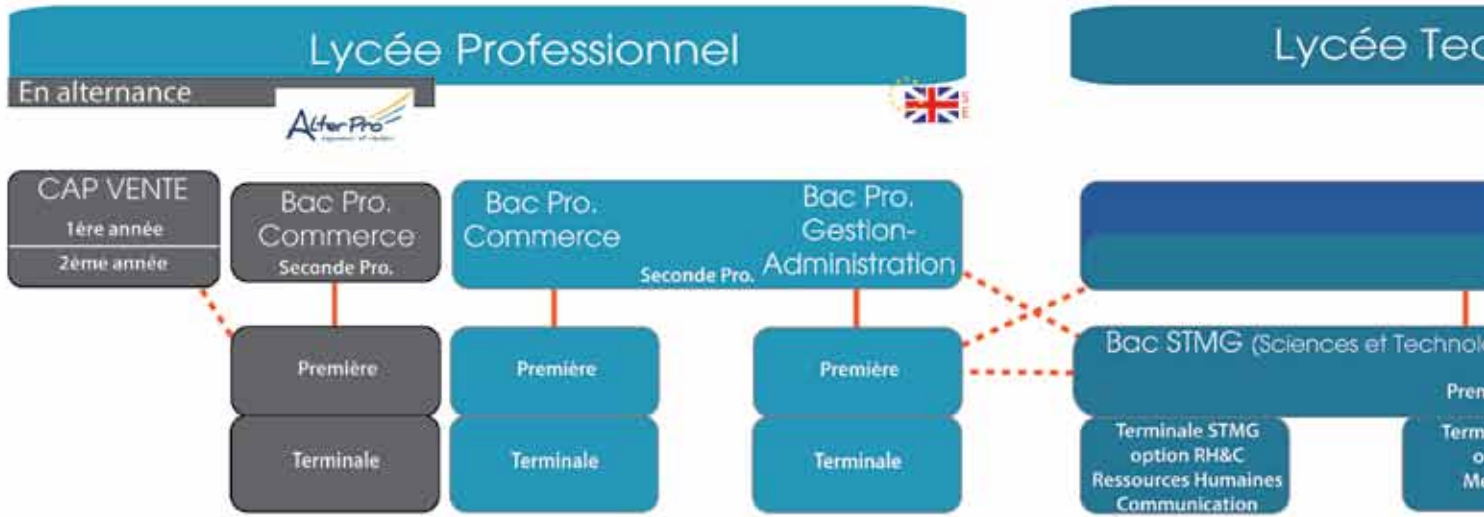 Lycée Professionnel
Lycée Tec
En alternance
Alter Pro
CAP VENTE
1ère année
2ème année
Bac Pro.
Commerce
Seconde Pro.
Bac Pro.
Commerce
Seconde Pro.
Bac Pro.
Gestion-
Administration
Première
Première
Première
Bac STMG (Sciences et Technol
Prem
Terminale
Terminale
Terminale
Terminale STMG
option RH&C
Ressources Humaines
Communication
Term
o
Me